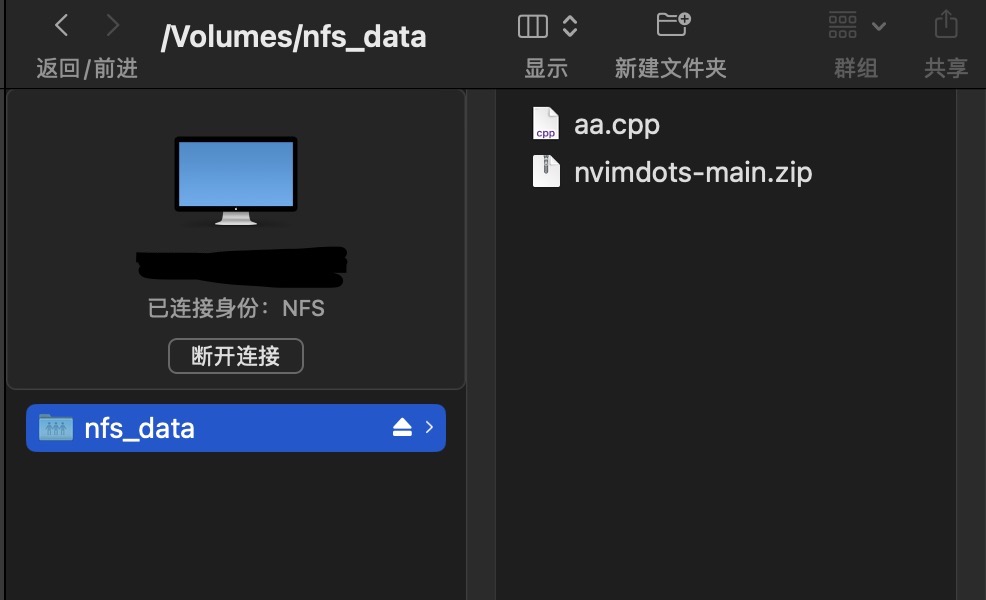 /Volumes/nfs_data
返回/前进
显示
新建文件夹
群组
共享
已连接身份：NFS
断开连接
nfs_data
cpp
aa.cpp
nvimdots-main.zip